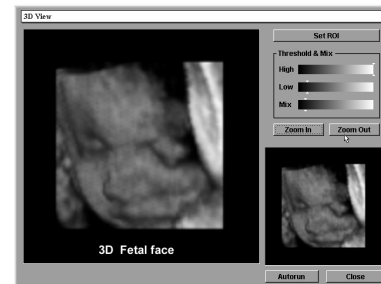 3D View
Set ROI
Threshold & Mix
High
Low
Mix
Zoom In
Zoom Out
3D Fetal face
Autorun
Close